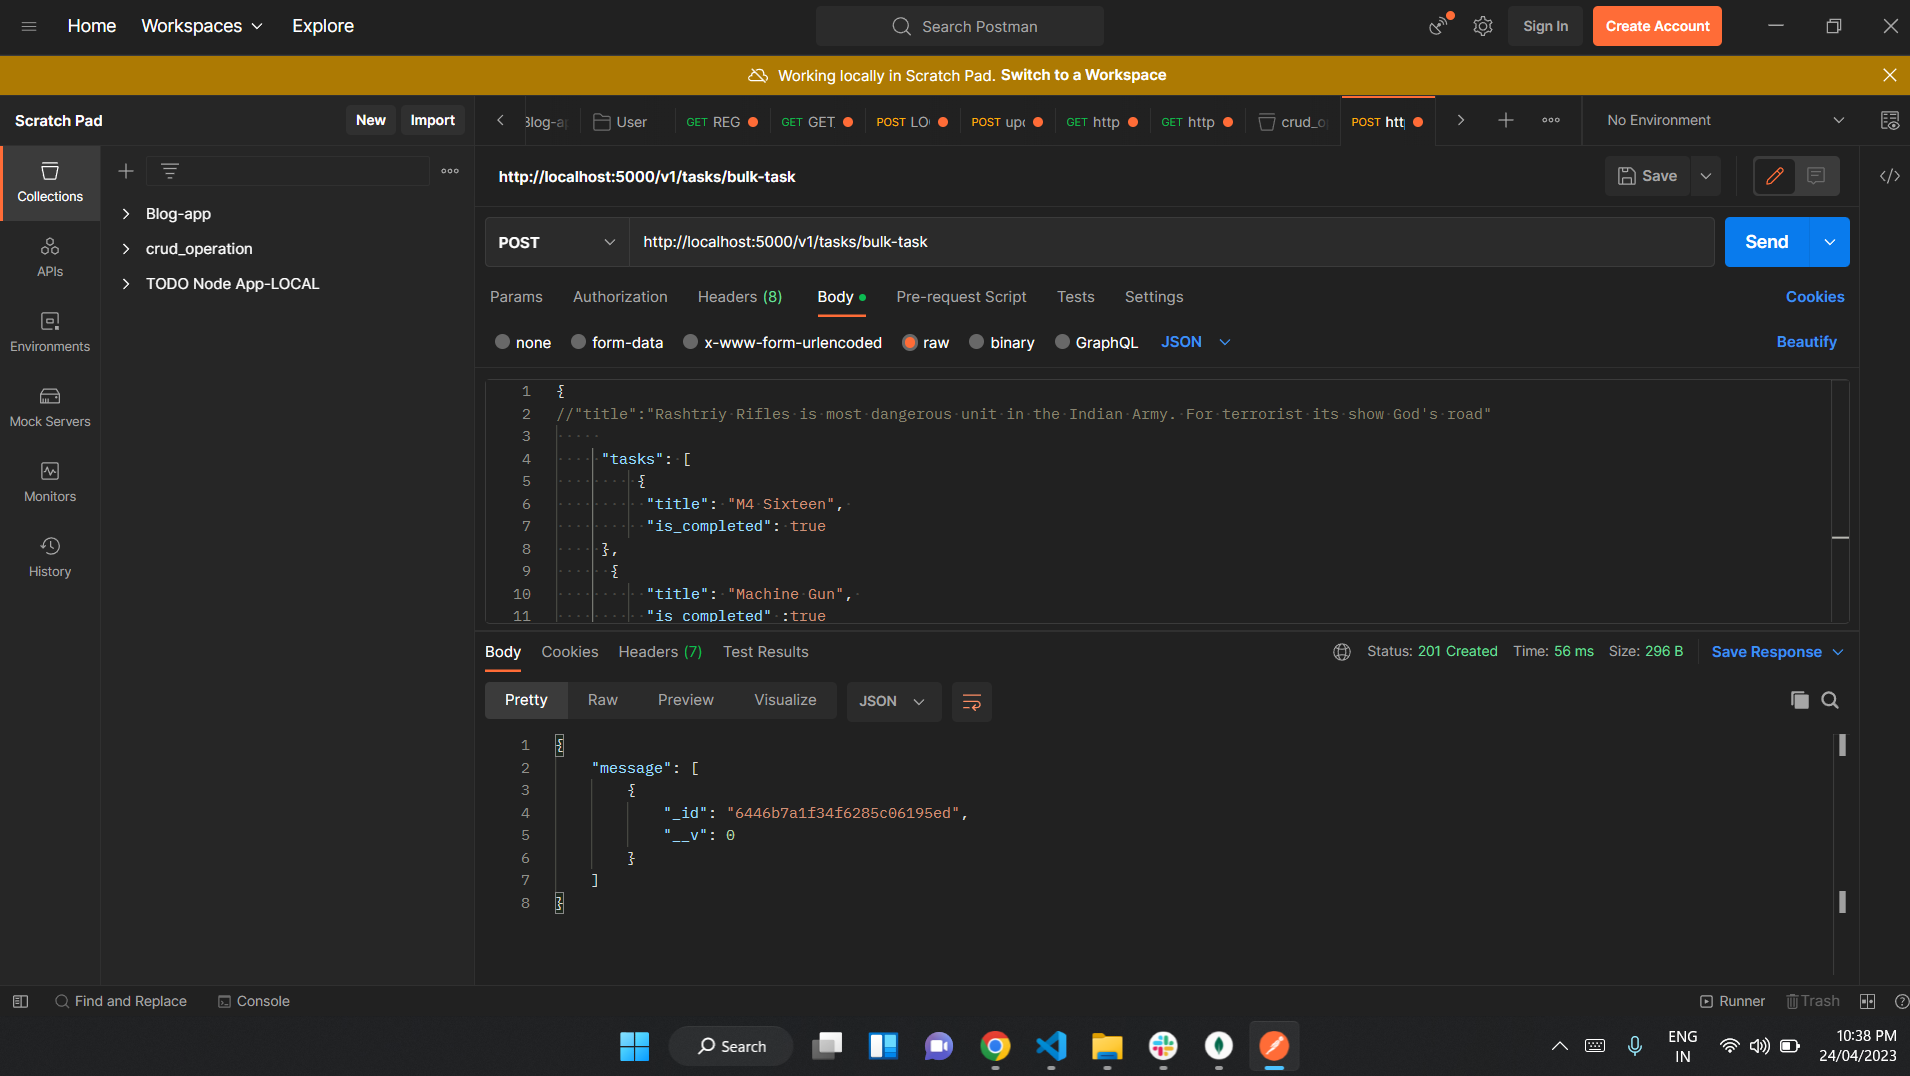 Home Workspaces Explore Search Postman Sign In Create Account
Working locally in Scratch Pad. Switch to a Workspace
Scratch Pad New Import
User GET REG GET GET POST POST GET http GET http POST No Environment
Collections
APIs
Environments
Mock Servers
Monitors
History
Blog-app
crud_operation
TODO Node App-LOCAL
http://localhost:5000/v1/tasks/bulk-task Save
POST http://localhost:5000/v1/tasks/bulk-task Send
Params Authorization Headers (8) Body Pre-request Script Tests Settings Cookies
none form-data x-www-form-urlencoded raw binary GraphQL JSON Beautify
1 {
2 //"title":"Rashtriy Rifles is most dangerous unit in the Indian Army. For terrorist its show God's road"
3
4 "tasks": [
5 {
6 "title": "M4 Sixteen",
7 "is_completed": true
8 },
9 {
10 "title": "Machine Gun",
11 "is_completed" :true
Body Cookies Headers (7) Test Results Status: 201 Created Time: 56 ms Size: 296 B Save Response
Pretty Raw Preview Visualize JSON
1 {
2 "message": [
3 {
4 "_id": "6446b7a1f34f6285c06195ed",
5 "__v": 0
6 }
7 ]
8 }
Find and Replace Console Runner Trash
Search ENG IN 10:38 PM
24/04/2023